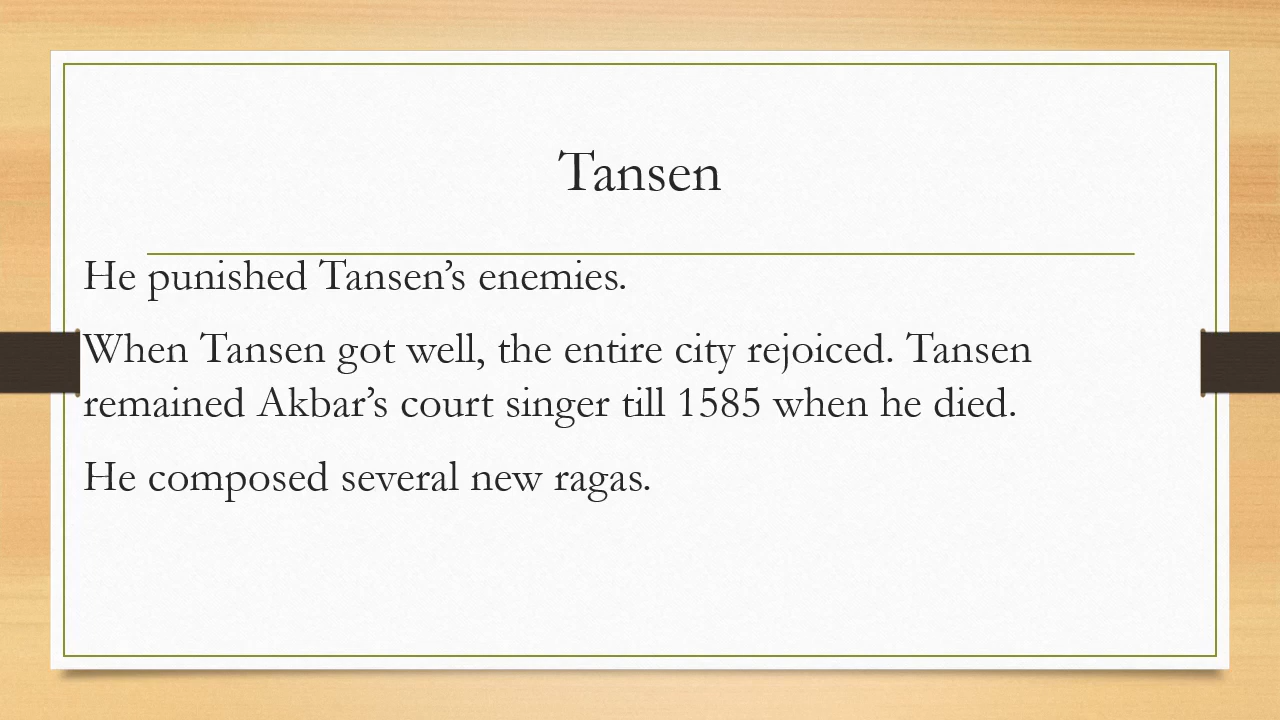 Tansen
He punished Tansen’s enemies.
When Tansen got well, the entire city rejoiced. Tansen
remained Akbar’s court singer till 1585 when he died.
He composed several new ragas.